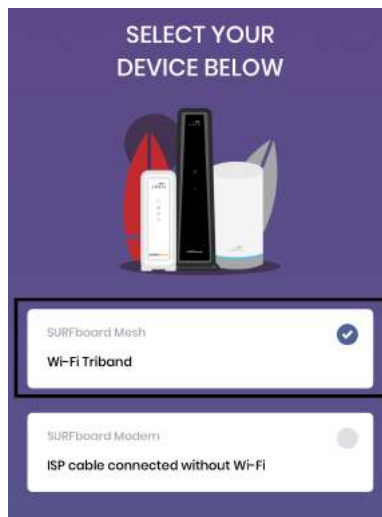 SELECT YOUR
DEVICE BELOW
SURFboard Mesh
Wi-Fi Triband
SURFboard Modem
ISP cable connected without Wi-Fi